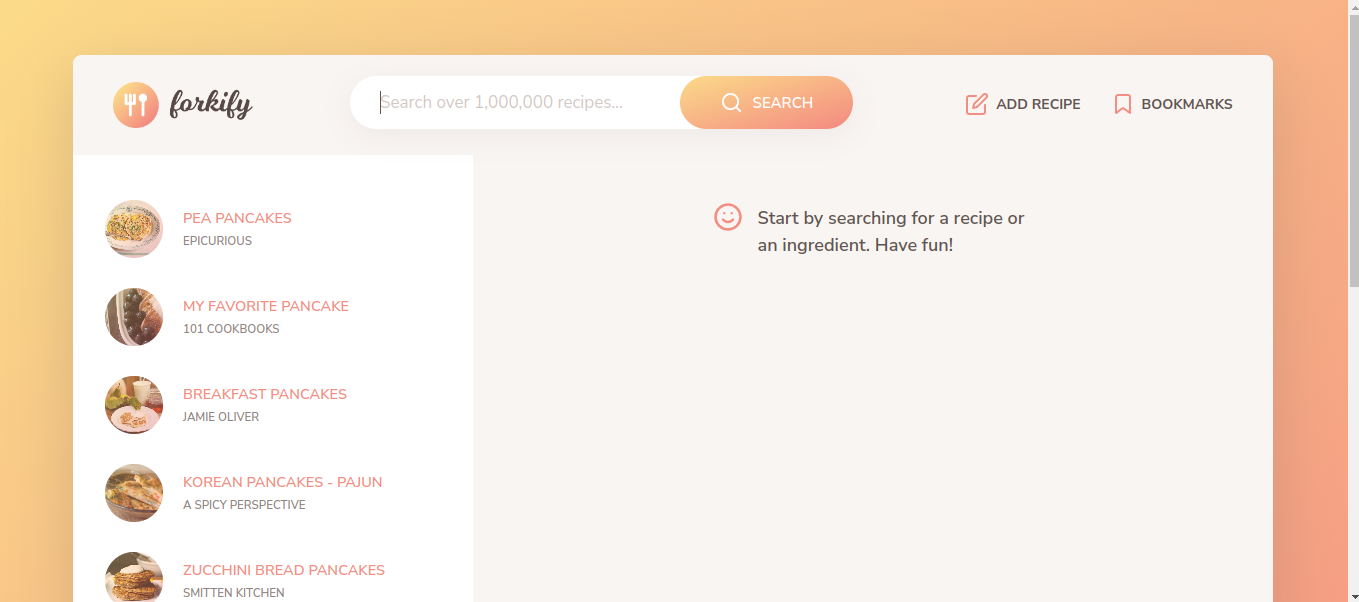 forkify
Search over 1,000,000 recipes...
SEARCH
ADD RECIPE
BOOKMARKS
PEA PANCAKES
EPICURIOUS
MY FAVORITE PANCAKE
101 COOKBOOKS
BREAKFAST PANCAKES
JAMIE OLIVER
KOREAN PANCAKES - PAJUN
A SPICY PERSPECTIVE
ZUCCHINI BREAD PANCAKES
SMITTEN KITCHEN
Start by searching for a recipe or
an ingredient. Have fun!